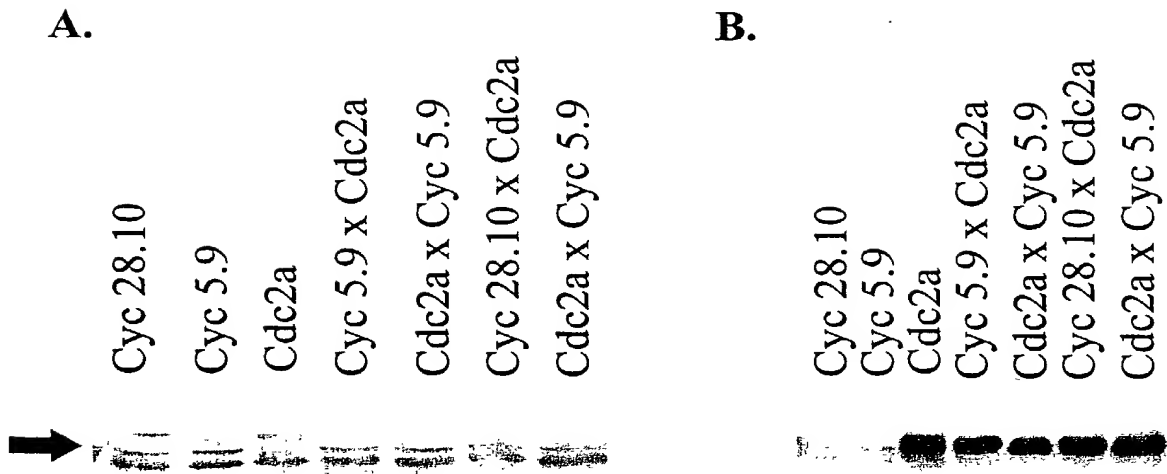 A.
Cyc 28.10
Cyc 5.9
Cdc2a
Cyc 5.9 x Cdc2a
Cdc2a x Cyc 5.9
Cyc 28.10 x Cdc2a
Cdc2a x Cyc 5.9
B.
Cyc 28.10
Cyc 5.9
Cdc2a
Cyc 5.9 x Cdc2a
Cdc2a x Cyc 5.9
Cyc 28.10 x Cdc2a
Cdc2a x Cyc 5.9